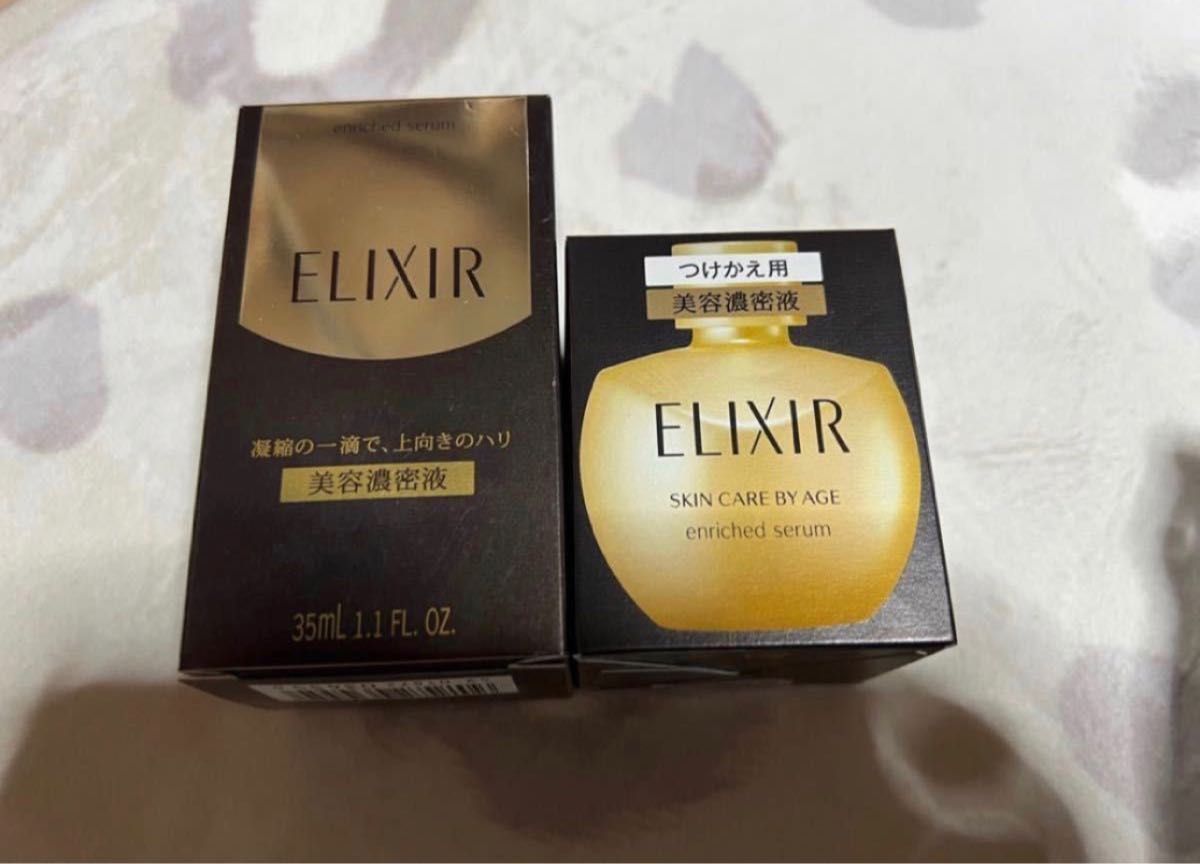 enriched serum
ELIXIR
凝縮の一滴で、上向きのハリ
美容濃密液
35mL 1.1 FL. OZ.
つけかえ用
美容濃密液
ELIXIR
SKIN CARE BY AGE
enriched serum